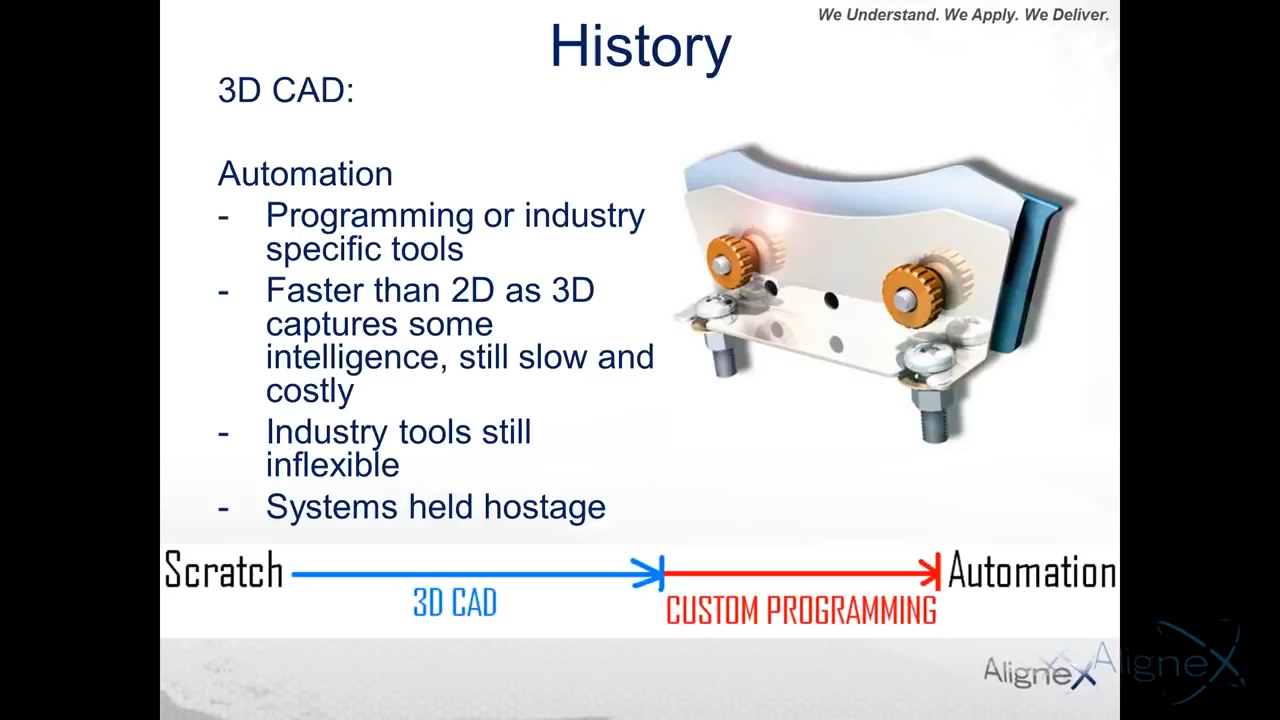 We Understand. We Apply. We Deliver.
History
3D CAD:
Automation
- Programming or industry
specific tools
- Faster than 2D as 3D
captures some
intelligence, still slow and
costly
- Industry tools still
inflexible
- Systems held hostage
Scratch
3D CAD
CUSTOM PROGRAMMING
Automation
AligneX
AligneX